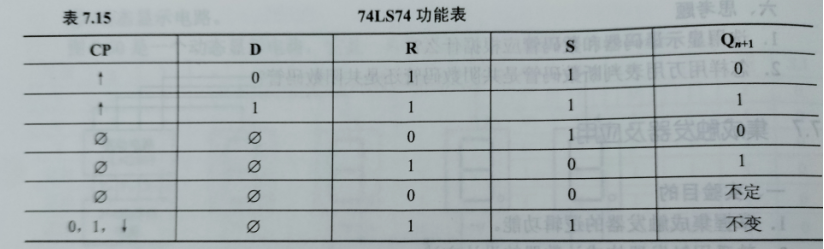 表 7.15 74LS74 功能表
CP D R S Qn+1
↑ 0 1 1 0
↑ 1 1 1 1
∅ ∅ 0 1 0
∅ ∅ 1 0 1
∅ ∅ 0 0 不定
0, 1, ↓ ∅ 1 1 不变